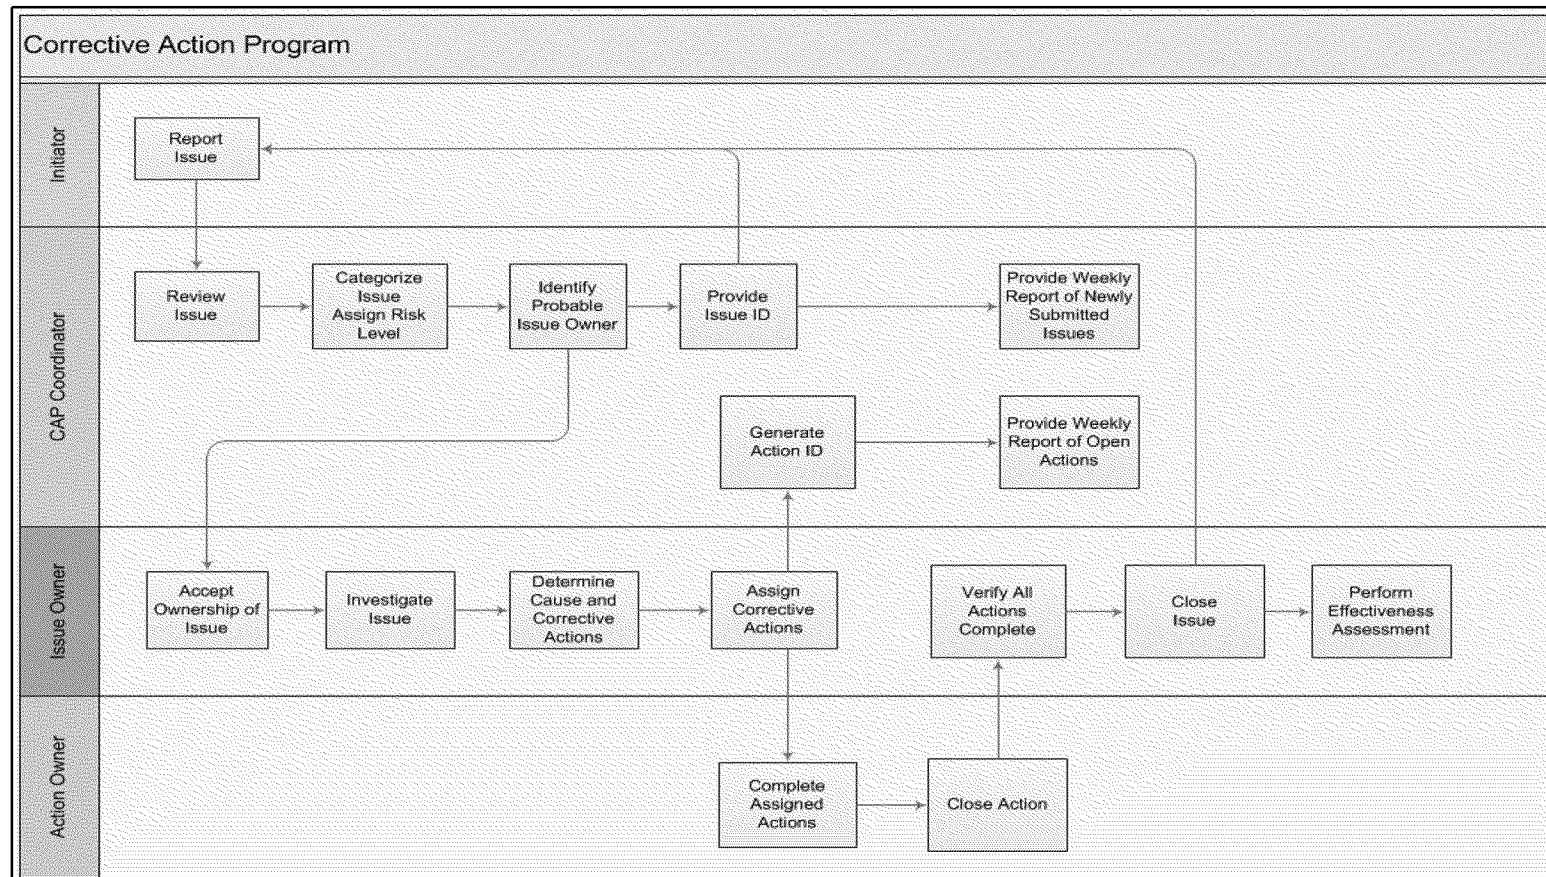 Corrective Action Program
Initiator
Report
Issue
CAP Coordinator
Review
Issue
Categorize
Issue
Assign Risk
Level
Identify
Probable
Issue Owner
Provide
Issue ID
Provide Weekly
Report of Newly
Submitted
Issues
Generate
Action ID
Provide Weekly
Report of Open
Actions
Issue Owner
Accept
Ownership of
Issue
Investigate
Issue
Determine
Cause and
Corrective
Actions
Assign
Corrective
Actions
Verify All
Actions
Complete
Close
Issue
Perform
Effectiveness
Assessment
Action Owner
Complete
Assigned
Actions
Close Action